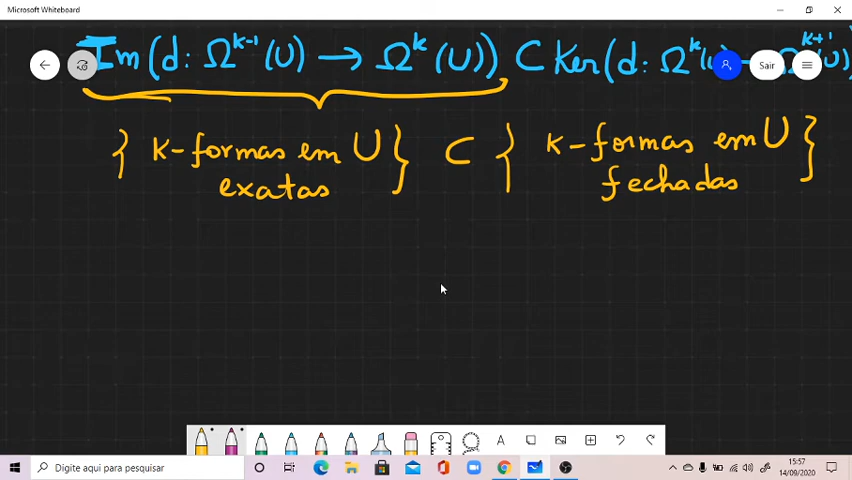 Microsoft Whiteboard
Im(d: Ω^{k-1}(U) → Ω^k(U)) ⊂ Ker(d: Ω^k(U) → Ω^{k+1}(U))
Sair
{ k-formas em U } ⊂ { k-formas em U }
exatas fechadas
A
Digite aqui para pesquisar
15:57
14/09/2020